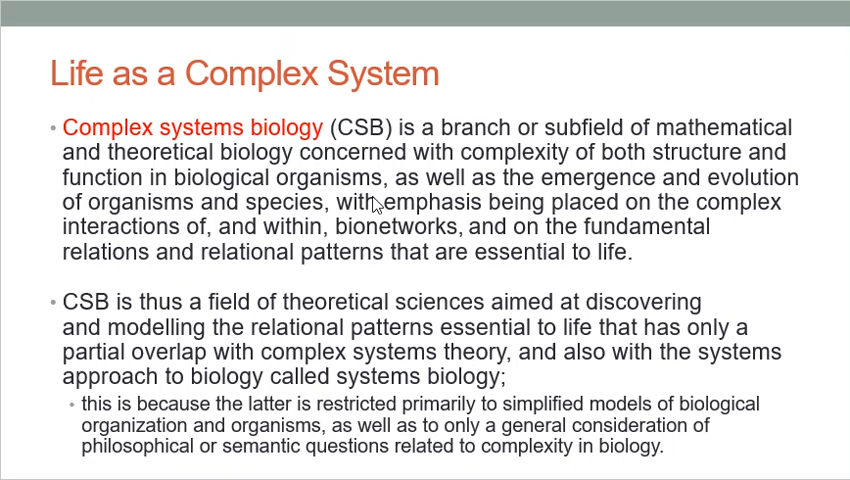 Life as a Complex System
• Complex systems biology (CSB) is a branch or subfield of mathematical
and theoretical biology concerned with complexity of both structure and
function in biological organisms, as well as the emergence and evolution
of organisms and species, with emphasis being placed on the complex
interactions of, and within, bionetworks, and on the fundamental
relations and relational patterns that are essential to life.
• CSB is thus a field of theoretical sciences aimed at discovering
and modelling the relational patterns essential to life that has only a
partial overlap with complex systems theory, and also with the systems
approach to biology called systems biology;
• this is because the latter is restricted primarily to simplified models of biological
organization and organisms, as well as to only a general consideration of
philosophical or semantic questions related to complexity in biology.